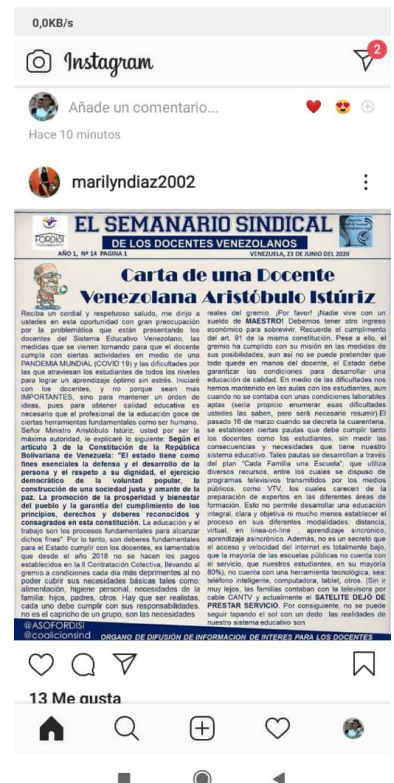 0,0KB/s
Instagram
2
Añade un comentario...
Hace 10 minutos
marilyndiaz2002
EL SEMANARIO SINDICAL
FORDISI
DE LOS DOCENTES VENEZOLANOS
AÑO 1, Nº 14 PAGINA 1
VENEZUELA, 23 DE JUNIO DEL 2020
Carta de una Docente
Venezolana Aristóbulo Istúriz
Reciba un cordial y respetuoso saludo, me dirijo a
ustedes en esta oportunidad con gran preocupación
por la problemática que están presentando los
docentes del Sistema Educativo Venezolano, las
medidas que se vienen tomando para que el docente
cumpla con ciertas actividades en medio de una
PANDEMIA MUNDIAL (COVID 19) y las dificultades por
las que atraviesan los estudiantes de todos los niveles
para lograr un aprendizaje óptimo sin estrés. Iniciaré
con los docentes, y no porque sean más
IMPORTANTES, sino para mantener un orden de
ideas, pues para obtener calidad educativa es
necesario que el profesional de la educación goce de
ciertas herramientas fundamentales como ser humano.
Señor Ministro Aristóbulo Istúriz, usted por ser la
máxima autoridad, le explicaré lo siguiente: Según el
artículo 3 de la Constitución de la República
Bolivariana de Venezuela: "El estado tiene como
fines esenciales la defensa y el desarrollo de la
persona y el respeto a su dignidad, el ejercicio
democrático de la voluntad popular, la
construcción de una sociedad justa y amante de la
paz. La promoción de la prosperidad y bienestar
del pueblo y la garantía del cumplimiento de los
principios, derechos y deberes reconocidos y
consagrados en esta constitución. La educación y el
trabajo son los procesos fundamentales para alcanzar
dichos fines". Por lo tanto, son deberes fundamentales
para el Estado cumplir con los docentes, es lamentable
que desde el año 2018 no se hacen los pagos
establecidos en la II Contratación Colectiva, llevando al
gremio a condiciones cada día más deprimentes al no
poder cubrir sus necesidades básicas tales como:
alimentación, higiene personal, necesidades de la
familia: hijos, padres, otros. Hay que ser realistas,
cada uno debe cumplir con sus responsabilidades,
no es el capricho de un grupo, son las necesidades
reales del gremio. ¡Por favor! ¡Nadie vive con un
sueldo de MAESTRO! Debemos tener otro ingreso
económico para sobrevivir. Recuerde el cumplimiento
del art. 91 de la misma constitución. Pese a ello, el
gremio ha cumplido con su misión en las medidas de
sus posibilidades, aun así no se puede pretender que
todo quede en manos del docente, el Estado debe
garantizar las condiciones para desarrollar una
educación de calidad. En medio de las dificultades nos
hemos mantenido en las aulas con los estudiantes, aun
cuando no se contaba con unas condiciones laborables
aptas (sería propicio enumerar esas dificultades
ustedes las saben, pero será necesario resumir).El
pasado 16 de marzo cuando se decreta la cuarentena,
se establecen ciertas pautas que debe cumplir tanto
los docentes como los estudiantes, sin medir las
consecuencias y necesidades que tiene nuestro
sistema educativo. Tales pautas se desarrollan a través
del plan "Cada Familia una Escuela", que utiliza
diversos recursos, entre los cuales se dispuso de
programas televisivos transmitidos por los medios
públicos, como VTV, los cuales carecen de la
preparación de expertos en las diferentes áreas de
formación. Esto no permite desarrollar una educación
integral, clara y objetiva ni mucho menos establecer el
proceso en sus diferentes modalidades: distancia,
virtual, en línea-on-line , aprendizaje sincrónico,
aprendizaje asincrónico. Además, no es un secreto que
el acceso y velocidad del internet es totalmente bajo,
que la mayoría de las escuelas públicas no cuenta con
el servicio, que nuestros estudiantes, en su mayoría
80%), no cuenta con una herramienta tecnológica, sea:
teléfono inteligente, computadora, tablet, otros. (Sin ir
muy lejos, las familias contaban con la televisora por
cable CANTV y actualmente el SATELITE DEJÓ DE
PRESTAR SERVICIO. Por consiguiente, no se puede
seguir tapando el sol con un dedo las realidades de
nuestro sistema educativo son
@ASOFORDISI
@coalicionsind
ORGANO DE DIFUSIÓN DE INFORMACION DE INTERES PARA LOS DOCENTES
13 Me gusta